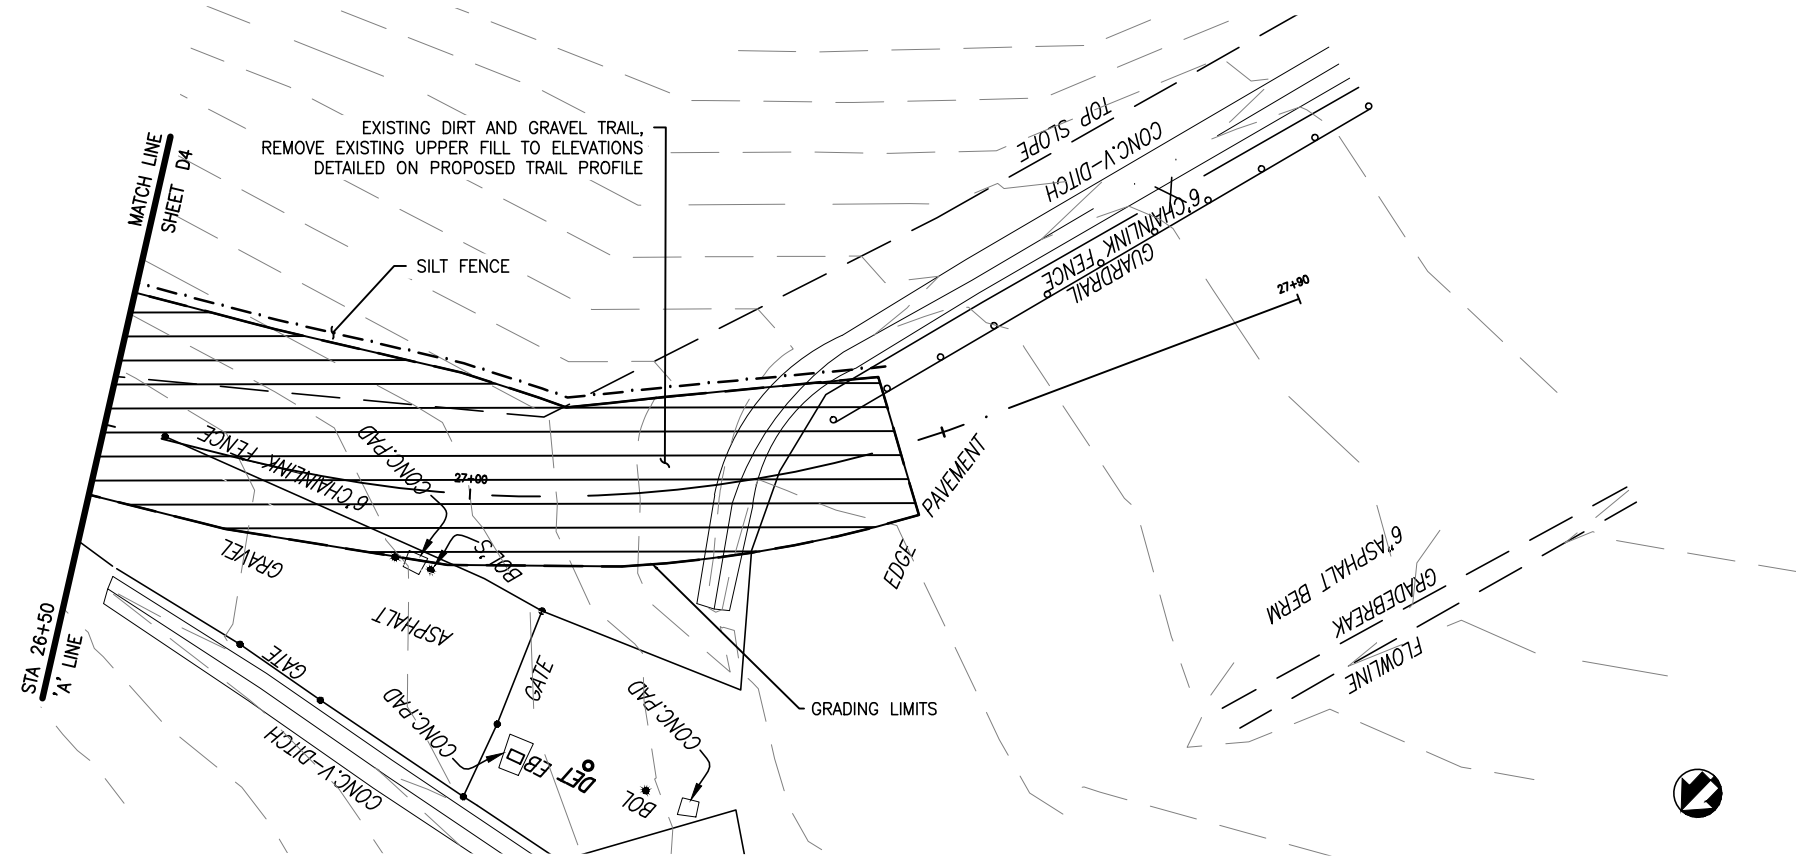 EXISTING DIRT AND GRAVEL TRAIL,
REMOVE EXISTING UPPER FILL TO ELEVATIONS
DETAILED ON PROPOSED TRAIL PROFILE
MATCH LINE
SHEET D4
SILT FENCE
TOP SLOPE
CONC.V-DITCH
6'CHAINLINK FENCE
GUARDRAIL
27+90
CONC.PAD
6'CHAINLINK FENCE
27+00
PAVEMENT
EDGE
BOL'S
GRAVEL
ASPHALT
6"ASPHALT BERM
GRADEBREAK
FLOWLINE
STA 26+50
'A' LINE
GATE
GATE
CONC.PAD
CONC.PAD
GRADING LIMITS
CONC.V-DITCH
EB
DET
BOL